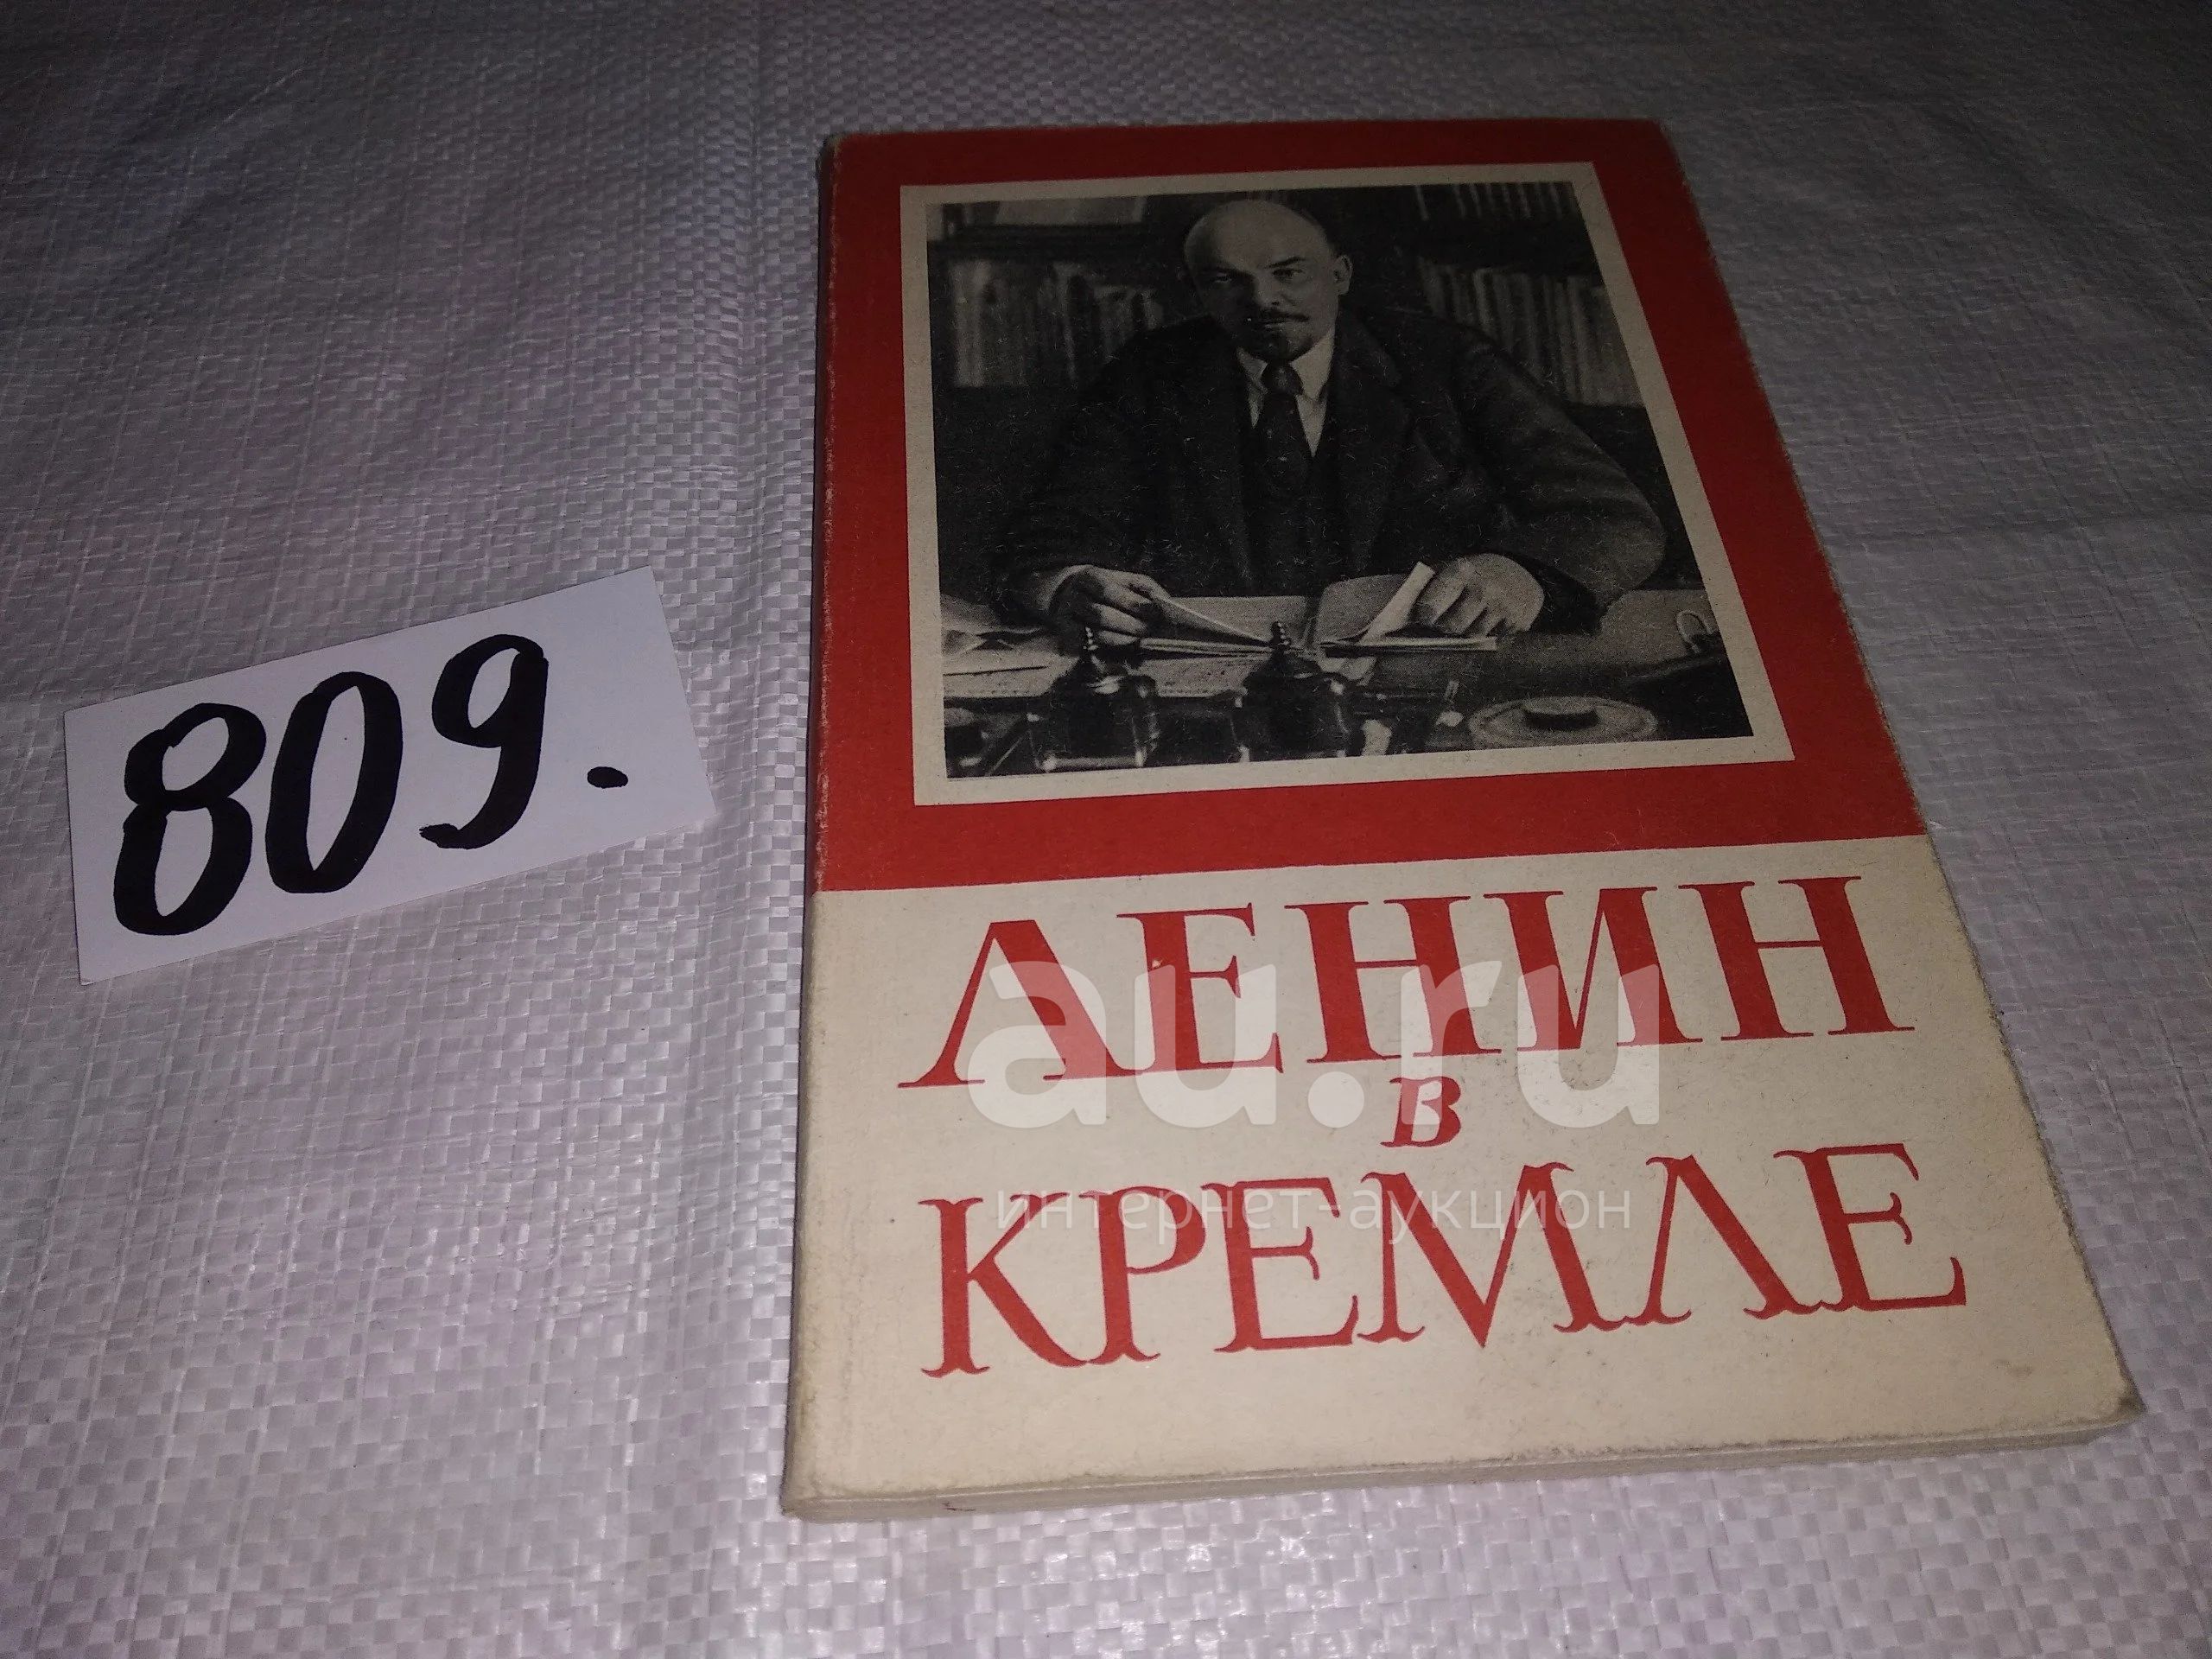 809.
ЛЕНИН
в
КРЕМЛЕ
au.ru
интернет-аукцион